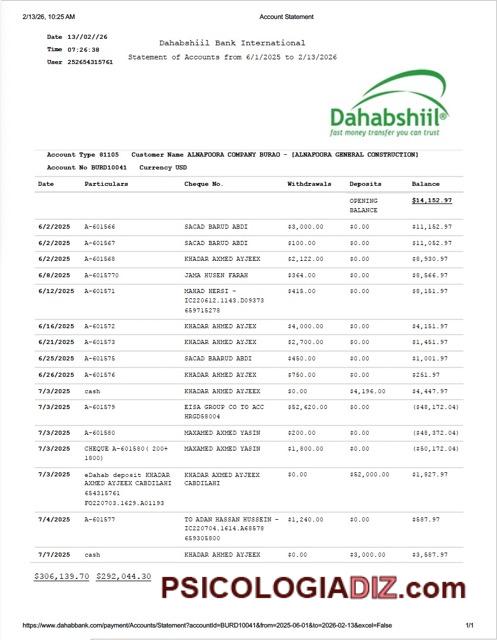 2/13/26, 10:25 AM Account Statement
Date 13//02//26
Time 07:26:38
User 252654315761
Dahabshiil Bank International
Statement of Accounts from 6/1/2025 to 2/13/2026
Dahabshiil®
fast money transfer you can trust
Account Type 81105 Customer Name ALNAFOORA COMPANY BURAO - [ALNAFOORA GENERAL CONSTRUCTION]
Account No BURD10041 Currency USD
Date Particulars Cheque No. Withdrawals Deposits Balance
OPENING BALANCE $14,152.97
6/2/2025 A-601566 SACAD BARUD ABDI $3,000.00 $0.00 $11,152.97
6/2/2025 A-601567 SACAD BARUD ABDI $100.00 $0.00 $11,052.97
6/2/2025 A-601568 KHADAR AHMED AYJEEX $2,122.00 $0.00 $8,930.97
6/8/2025 A-6015770 JAMA HUSEN FARAH $364.00 $0.00 $8,566.97
6/12/2025 A-601571 MAHAD HERSI - $415.00 $0.00 $8,151.97
IC220612.1143.D09373
659715278
6/16/2025 A-601572 KHADAR AHMED AYJEX $4,000.00 $0.00 $4,151.97
6/21/2025 A-601573 KHADAR AHMED AYJEX $2,700.00 $0.00 $1,451.97
6/25/2025 A-601575 SACAD BAARUD ABDI $450.00 $0.00 $1,001.97
6/26/2025 A-601576 KHADAR AHMED AYJEX $750.00 $0.00 $251.97
7/3/2025 cash KHADAR AHMED AYJEEX $0.00 $4,196.00 $4,447.97
7/3/2025 A-601579 EISA GROUP CO TO ACC $52,620.00 $0.00 ($48,172.04)
HRGD58004
7/3/2025 A-601580 MAXAMED AXMED YASIN $200.00 $0.00 ($48,372.04)
7/3/2025 CHEQUE A-601580( 200+ MAXAMED AXMED YASIN $1,800.00 $0.00 ($50,172.04)
1800)
7/3/2025 eDahab deposit KHADAR KHADAR AHMED AYJEEX $0.00 $52,000.00 $1,827.97
AXMED AYJEEX CABDILAHI CABDILAHI
654315761
FO220703.1629.A01193
7/4/2025 A-601577 TO ADAN HASSAN HUSSEIN - $1,240.00 $0.00 $587.97
IC220704.1614.A68578
659305800
7/7/2025 cash KHADAR AHMED AYJEEX $0.00 $3,000.00 $3,587.97
$306,139.70 $292,044.30
PSICOLOGIADIZ.com
https://www.dahabbank.com/payment/Accounts/Statement?accountId=BURD10041&from=2025-06-01&to=2026-02-13&excel=False 1/1